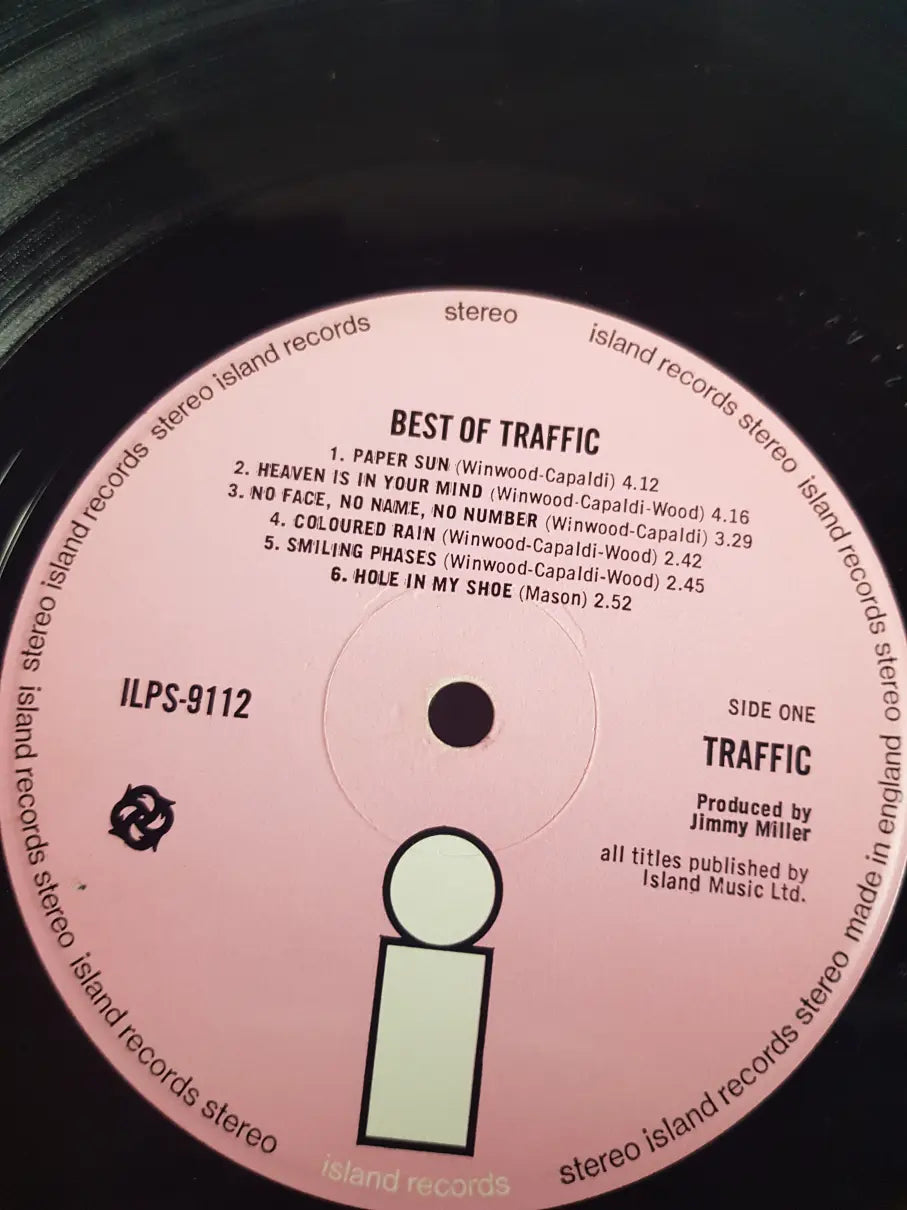 stereo
island records stereo island records stereo made in england
stereo island records stereo island records
BEST OF TRAFFIC
1. PAPER SUN (Winwood-Capaldi) 4.12
2. HEAVEN IS IN YOUR MIND (Winwood-Capaldi-Wood) 4.16
3. NO FACE, NO NAME, NO NUMBER (Winwood-Capaldi) 3.29
4. COLOURED RAIN (Winwood-Capaldi-Wood) 2.42
5. SMILING PHASES (Winwood-Capaldi-Wood) 2.45
6. HOLE IN MY SHOE (Mason) 2.52
ILPS-9112
SIDE ONE
TRAFFIC
Produced by
Jimmy Miller
all titles published by
Island Music Ltd.
island records stereo island records stereo
stereo island records stereo
island records